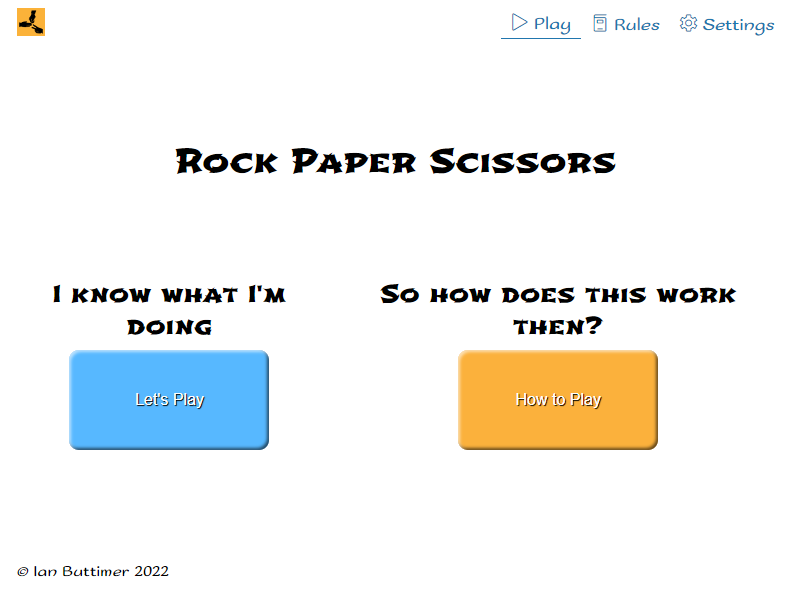 Play Rules Settings
Rock Paper Scissors
I know what I'm
doing
So how does this work
then?
Let's Play
How to Play
© Ian Buttimer 2022